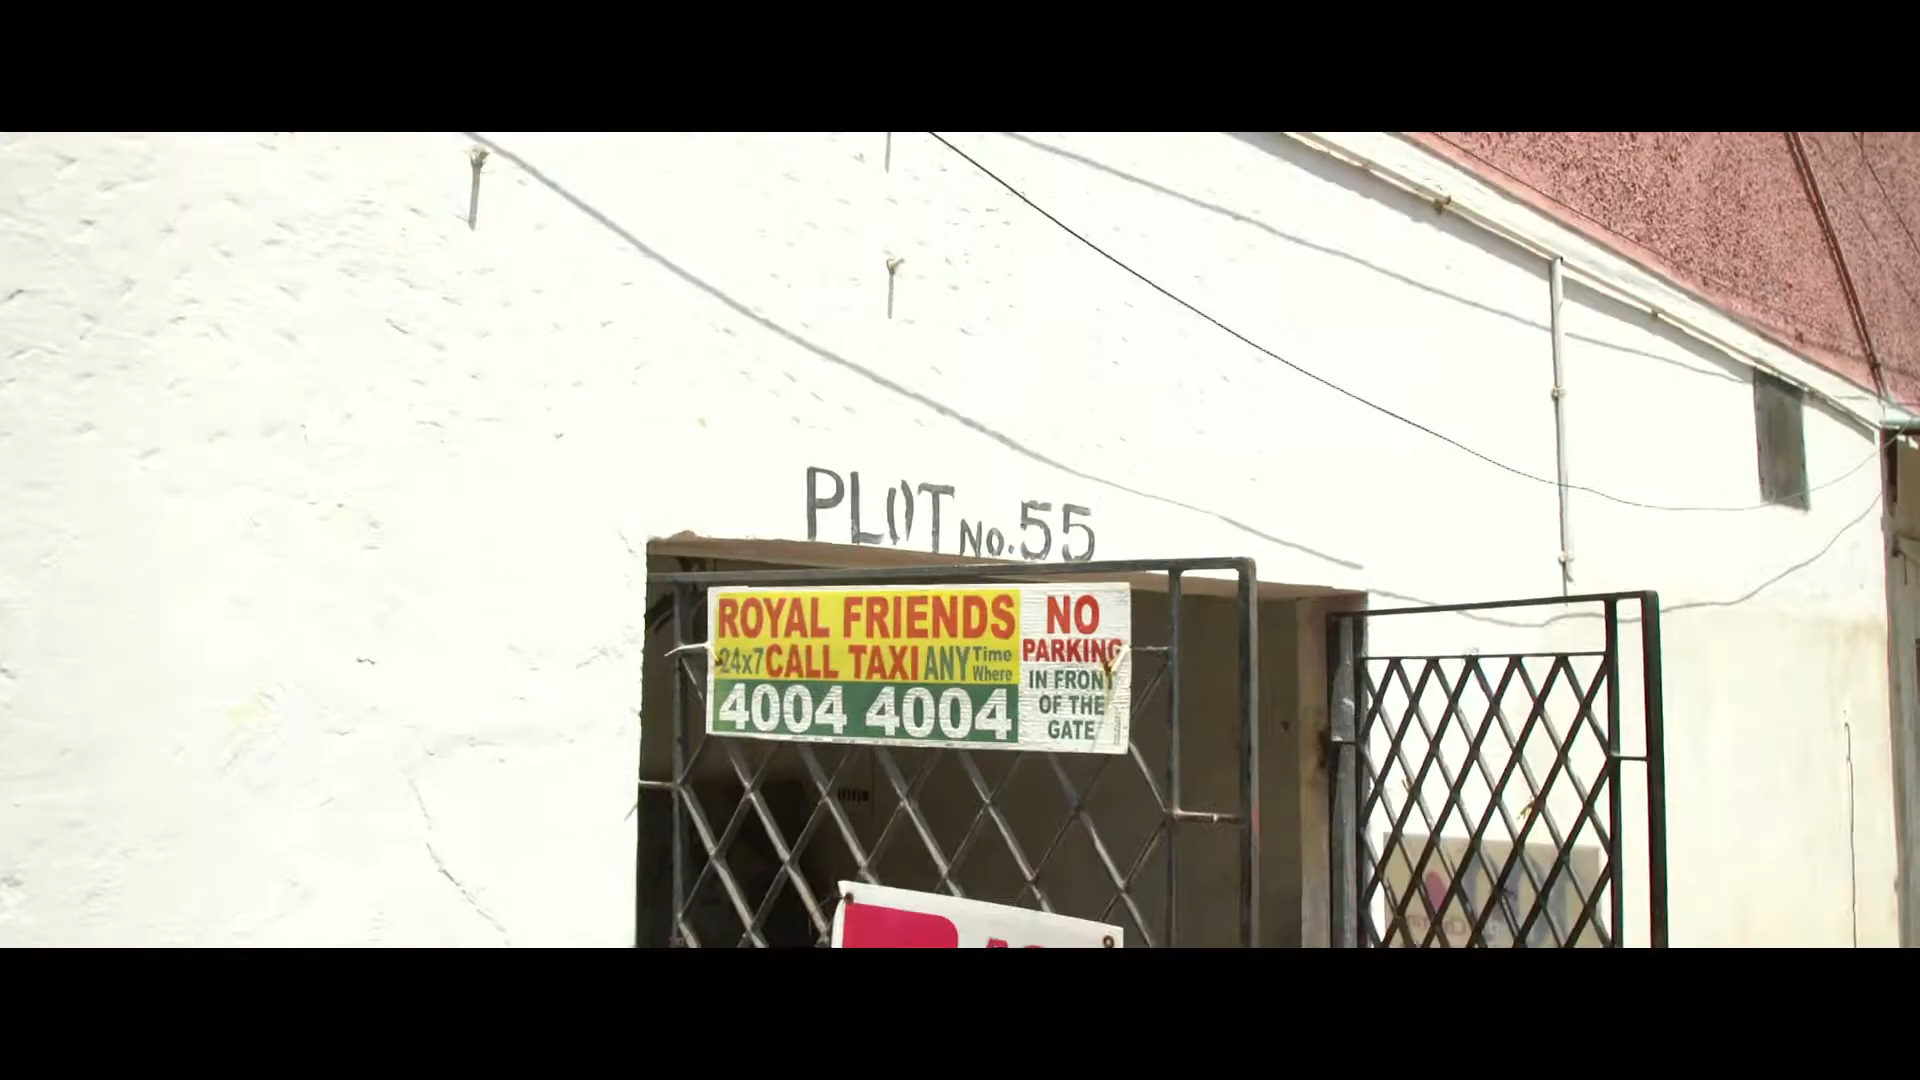 PLOT No. 55
ROYAL FRIENDS
24x7 CALL TAXI ANY Time Where
4004 4004
NO
PARKING
IN FRONT
OF THE
GATE